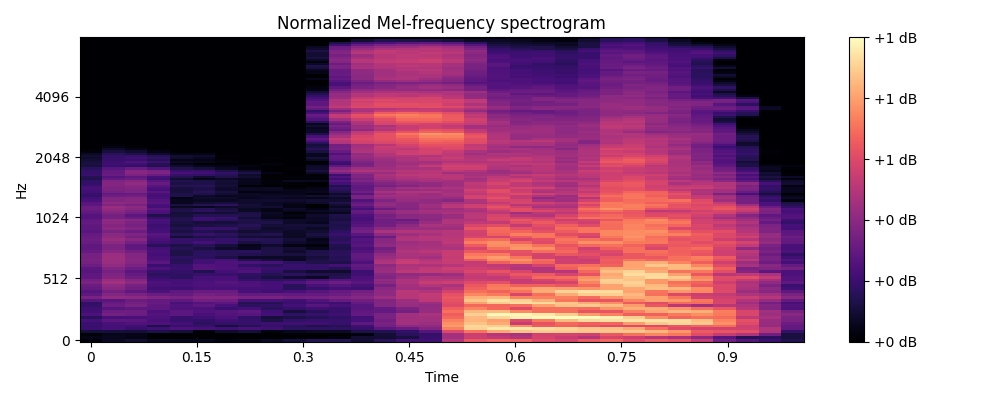 Normalized Mel-frequency spectrogram
+1 dB
4096
+1 dB
2048
+1 dB
Hz
1024
+0 dB
512
+0 dB
0
+0 dB
0 0.15 0.3 0.45 0.6 0.75 0.9
Time